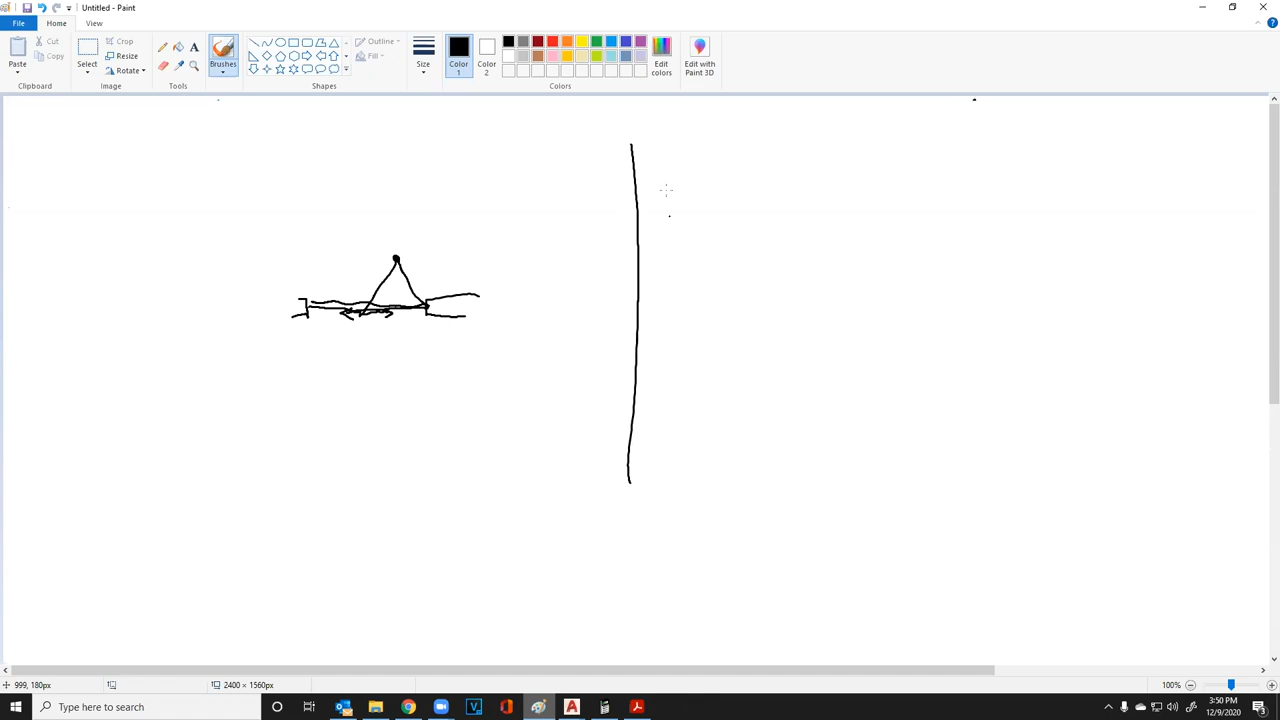 Untitled - Paint
File
Home
View
Paste
Cut
Copy
Clipboard
Select
Crop
Resize
Rotate
Image
A
Tools
Brushes
Outline
Fill
Shapes
Size
Color
1
Color
2
Edit
colors
Edit with
Paint 3D
Colors
999, 180px
2400 × 1560px
100%
Type here to search
3:50 PM
12/9/2020